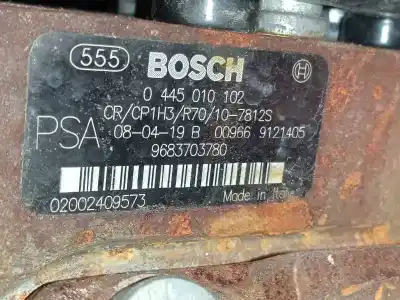 555 BOSCH
0 445 010 102
CR/CP1H3/R70/10-7812S
PSA 08-04-19 B 00966 9121405
9683703780
02002409573 Made in Italy